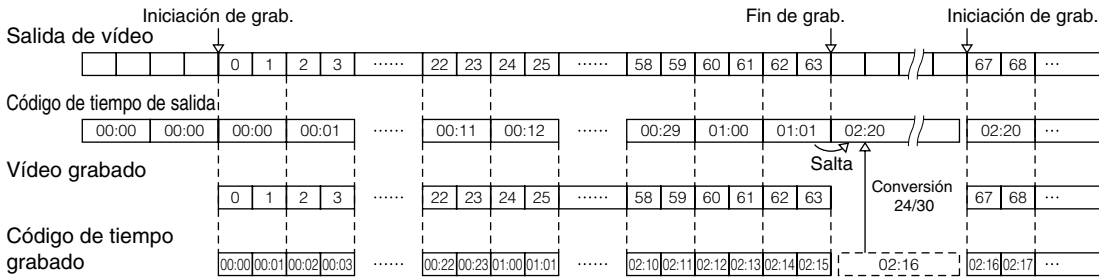 Iniciación de grab. Fin de grab. Iniciación de grab.
Salida de vídeo
0 1 2 3 ...... 22 23 24 25 ...... 58 59 60 61 62 63 67 68 ...
Código de tiempo de salida
00:00 00:00 00:00 00:01 ...... 00:11 00:12 ...... 00:29 01:00 01:01 02:20 02:20 ...
Salta
Vídeo grabado
Conversión
24/30
0 1 2 3 ...... 22 23 24 25 ...... 58 59 60 61 62 63 67 68 ...
Código de tiempo
grabado
00:00 00:01 00:02 00:03 ...... 00:22 00:23 01:00 01:01 ...... 02:10 02:11 02:12 02:13 02:14 02:15 02:16 02:16 02:17 ...